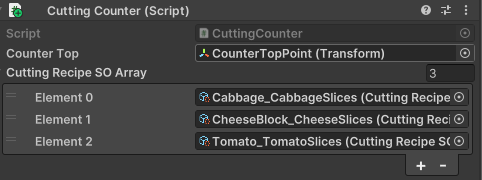 Cutting Counter (Script)
Script CuttingCounter
Counter Top CounterTopPoint (Transform)
Cutting Recipe SO Array 3
Element 0 Cabbage_CabbageSlices (Cutting Recipe
Element 1 CheeseBlock_CheeseSlices (Cutting Reci
Element 2 Tomato_TomatoSlices (Cutting Recipe SO
+ -